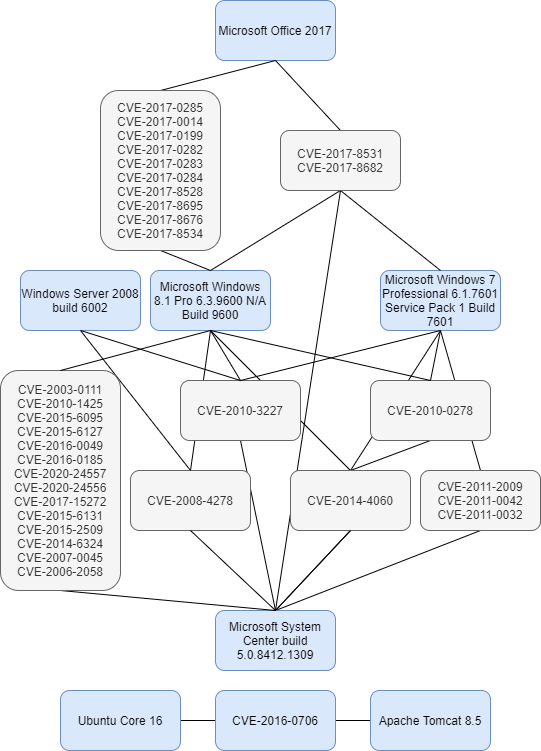 Microsoft Office 2017
CVE-2017-0285
CVE-2017-0014
CVE-2017-0199
CVE-2017-0282
CVE-2017-0283
CVE-2017-0284
CVE-2017-8528
CVE-2017-8695
CVE-2017-8676
CVE-2017-8534
CVE-2017-8531
CVE-2017-8682
Windows Server 2008
build 6002
Microsoft Windows
8.1 Pro 6.3.9600 N/A
Build 9600
Microsoft Windows 7
Professional 6.1.7601
Service Pack 1 Build
7601
CVE-2003-0111
CVE-2010-1425
CVE-2015-6095
CVE-2015-6127
CVE-2016-0049
CVE-2016-0185
CVE-2020-24557
CVE-2020-24556
CVE-2017-15272
CVE-2015-6131
CVE-2015-2509
CVE-2014-6324
CVE-2007-0045
CVE-2006-2058
CVE-2010-3227
CVE-2010-0278
CVE-2008-4278
CVE-2014-4060
CVE-2011-2009
CVE-2011-0042
CVE-2011-0032
Microsoft System
Center build
5.0.8412.1309
Ubuntu Core 16
CVE-2016-0706
Apache Tomcat 8.5